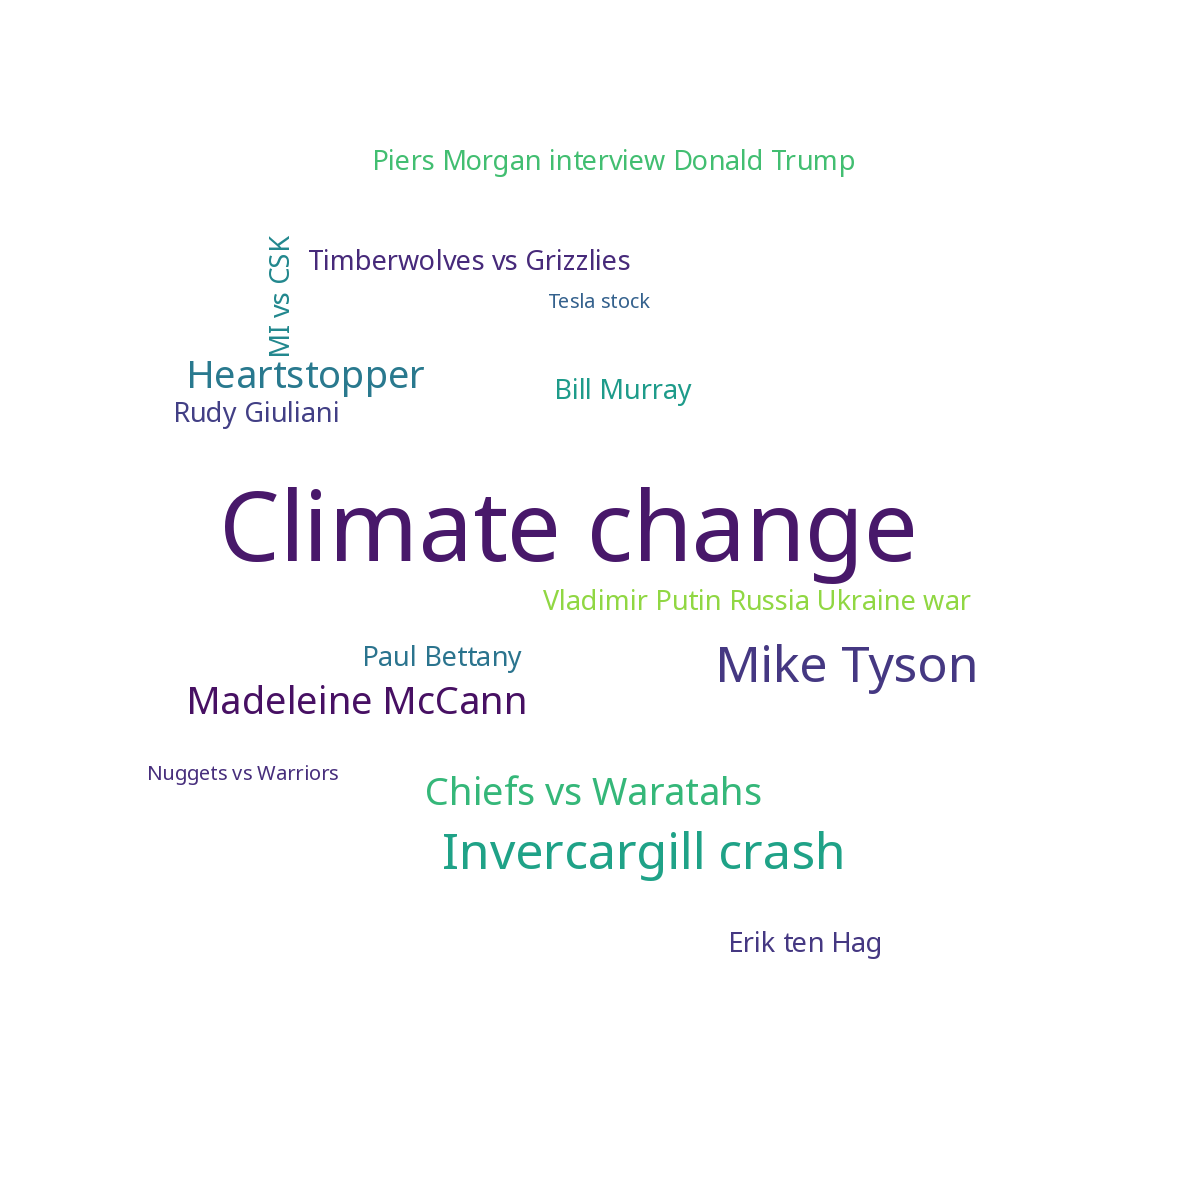 Piers Morgan interview Donald Trump
MI vs CSK
Timberwolves vs Grizzlies
Tesla stock
Heartstopper
Bill Murray
Rudy Giuliani
Climate change
Vladimir Putin Russia Ukraine war
Paul Bettany
Mike Tyson
Madeleine McCann
Nuggets vs Warriors
Chiefs vs Waratahs
Invercargill crash
Erik ten Hag